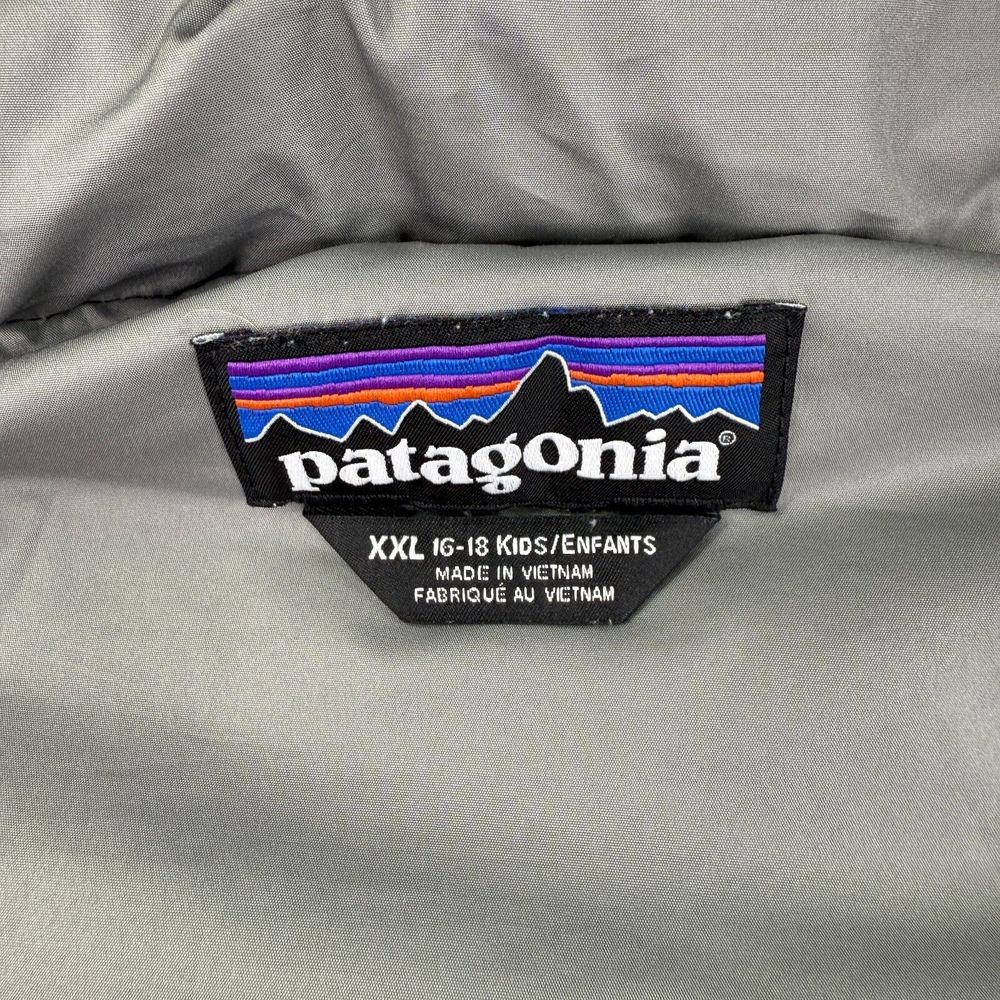 patagonia®
XXL 16-18 KIDS/ENFANTS
MADE IN VIETNAM
FABRIQUÉ AU VIETNAM